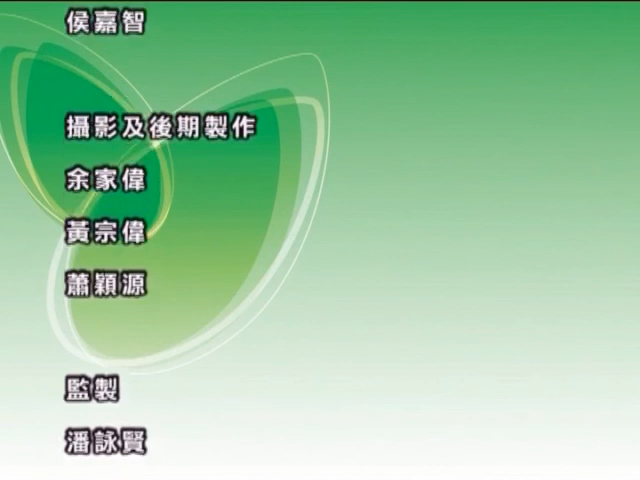 侯嘉智
攝影及後期製作
余家偉
黃宗偉
蕭穎源
監製
潘詠賢